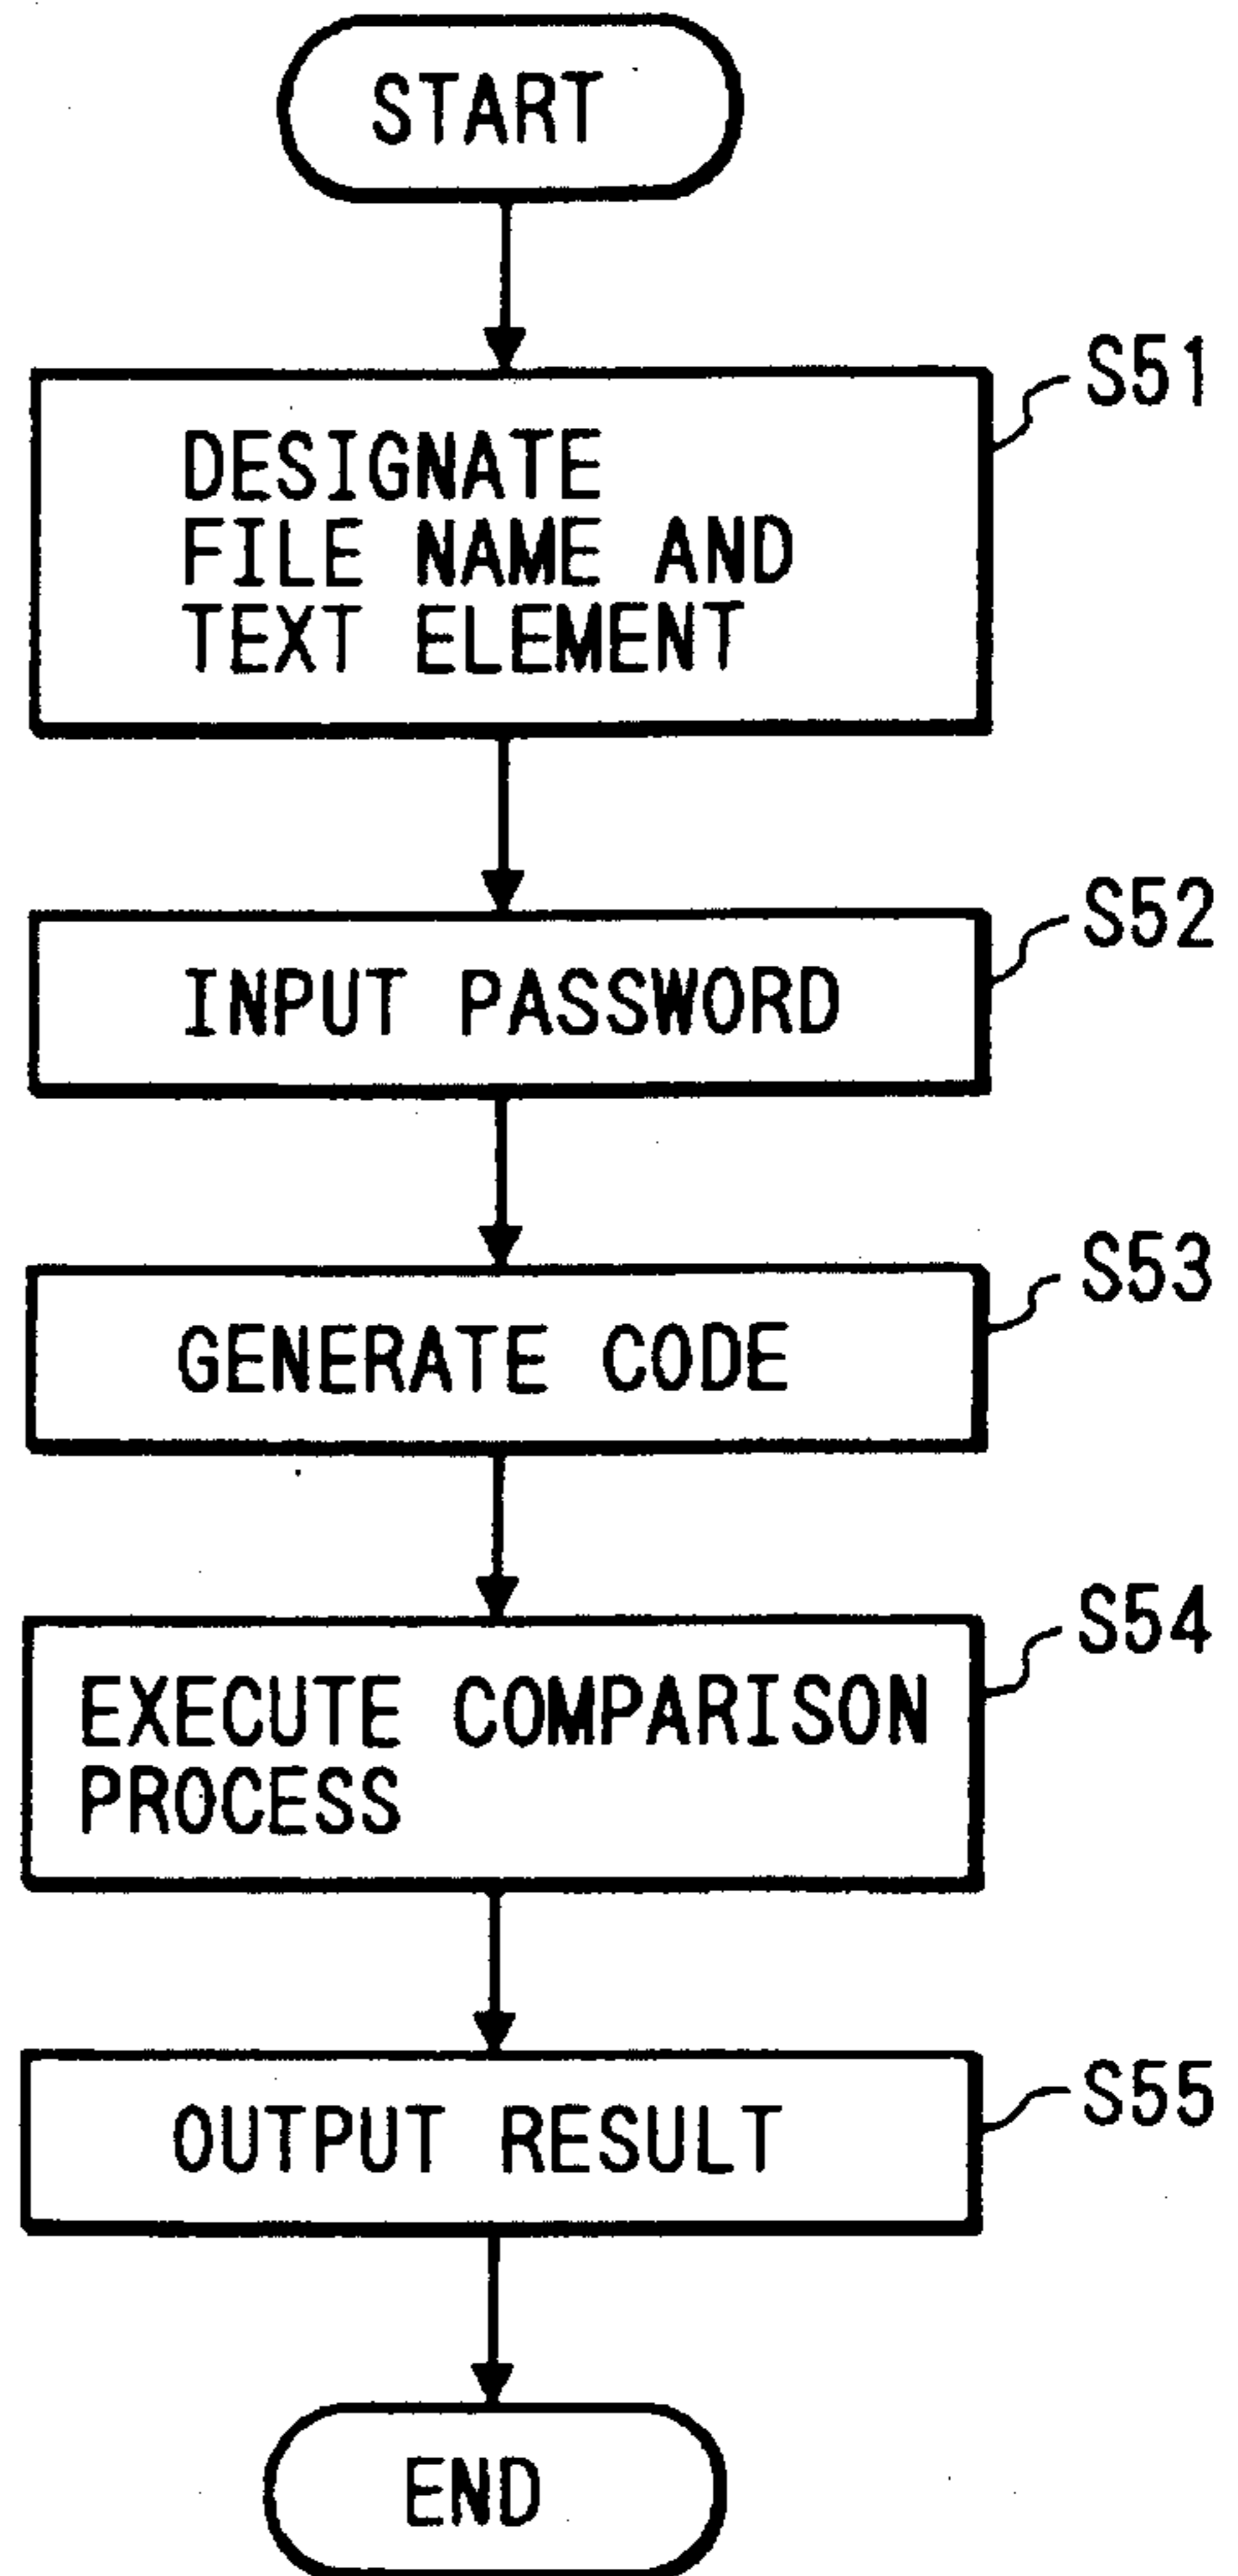 START
S51
DESIGNATE
FILE NAME AND
TEXT ELEMENT
S52
INPUT PASSWORD
S53
GENERATE CODE
S54
EXECUTE COMPARISON
PROCESS
S55
OUTPUT RESULT
END